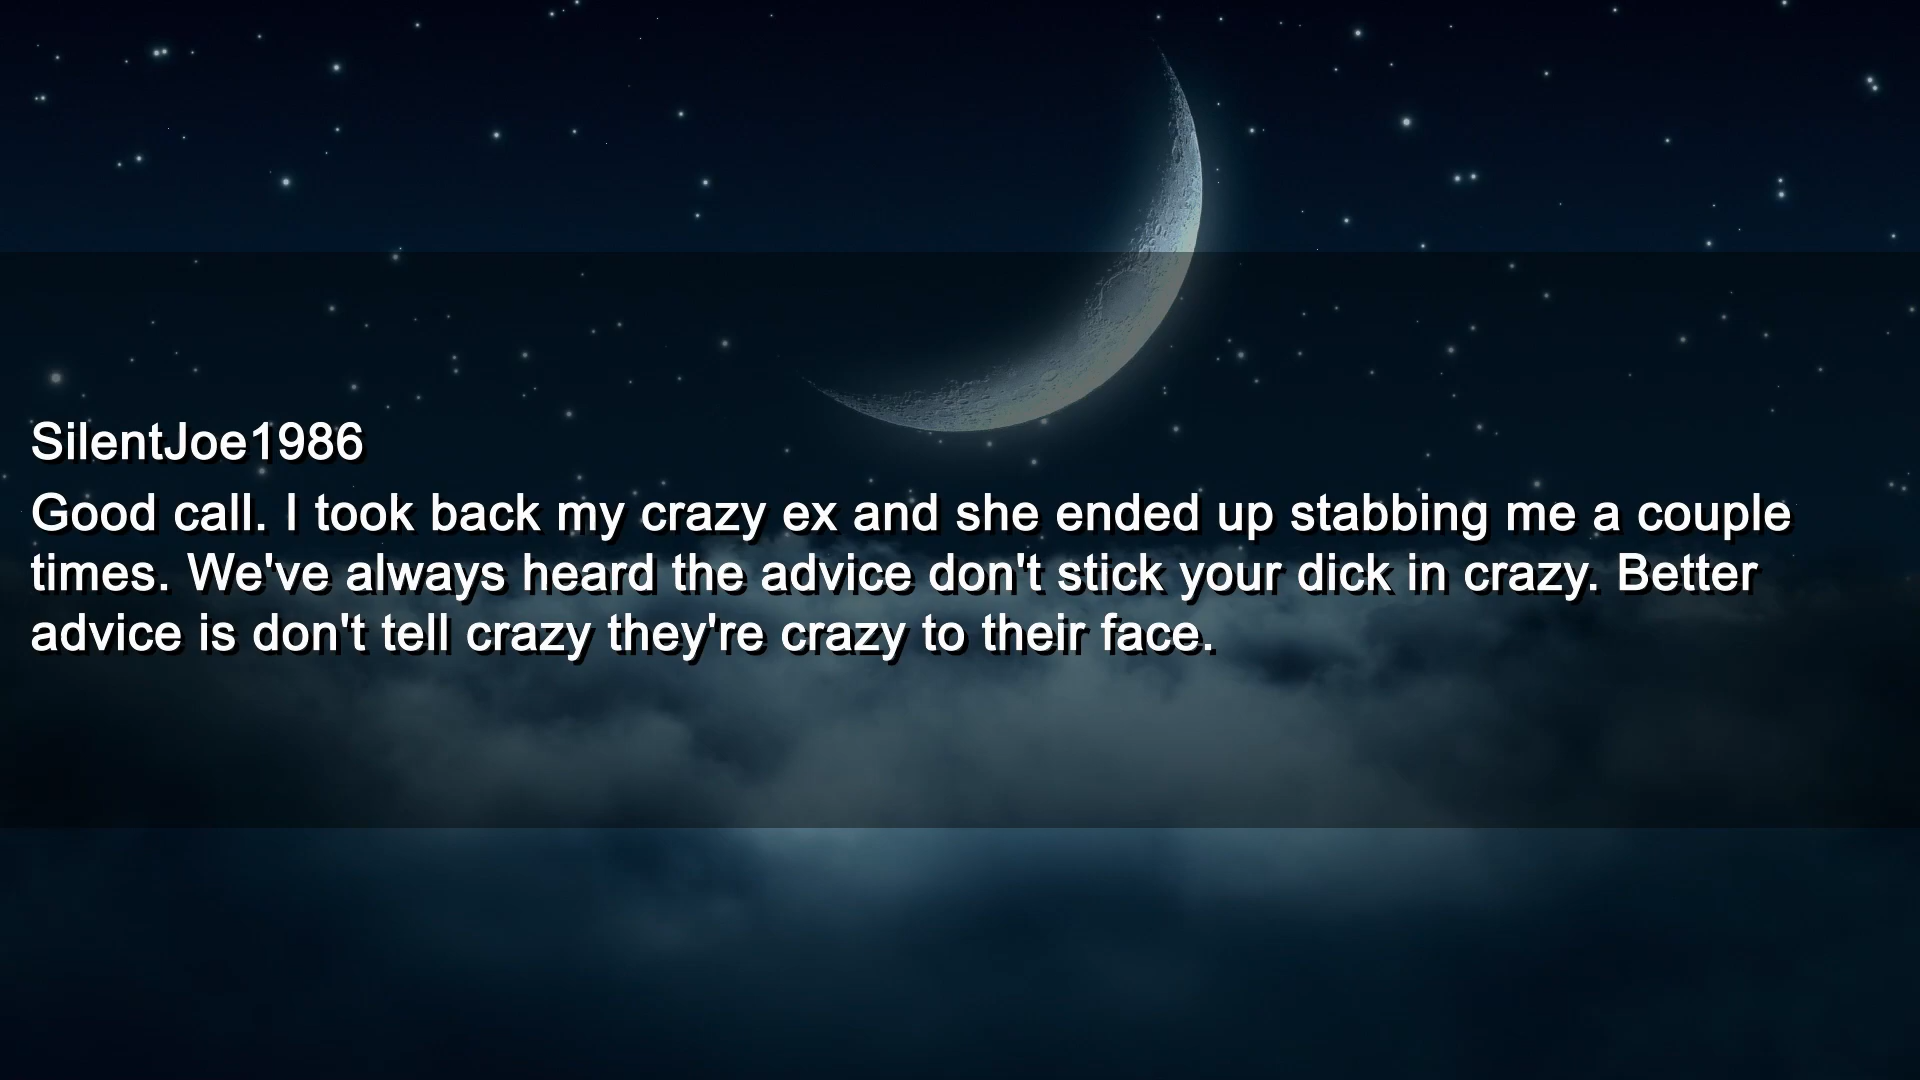 SilentJoe1986
Good call. I took back my crazy ex and she ended up stabbing me a couple
times. We've always heard the advice don't stick your dick in crazy. Better
advice is don't tell crazy they're crazy to their face.